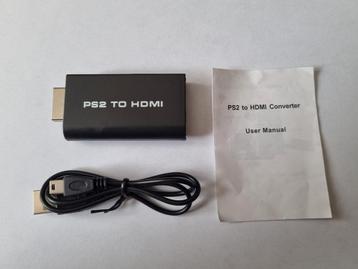 PS2 TO HDMI
PS2 to HDMI Converter
User Manual